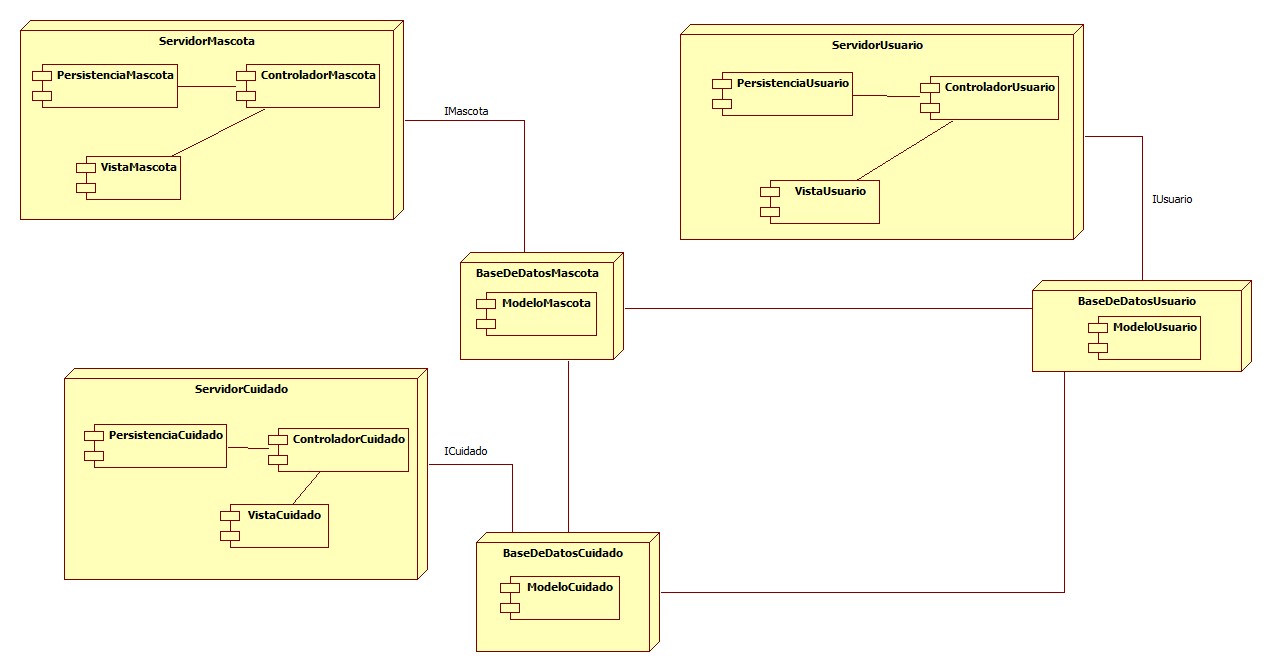 ServidorMascota
PersistenciaMascota
ControladorMascota
VistaMascota
IMascota
ServidorUsuario
PersistenciaUsuario
ControladorUsuario
VistaUsuario
IUsuario
BaseDeDatosMascota
ModeloMascota
BaseDeDatosUsuario
ModeloUsuario
ServidorCuidado
PersistenciaCuidado
ControladorCuidado
VistaCuidado
ICuidado
BaseDeDatosCuidado
ModeloCuidado